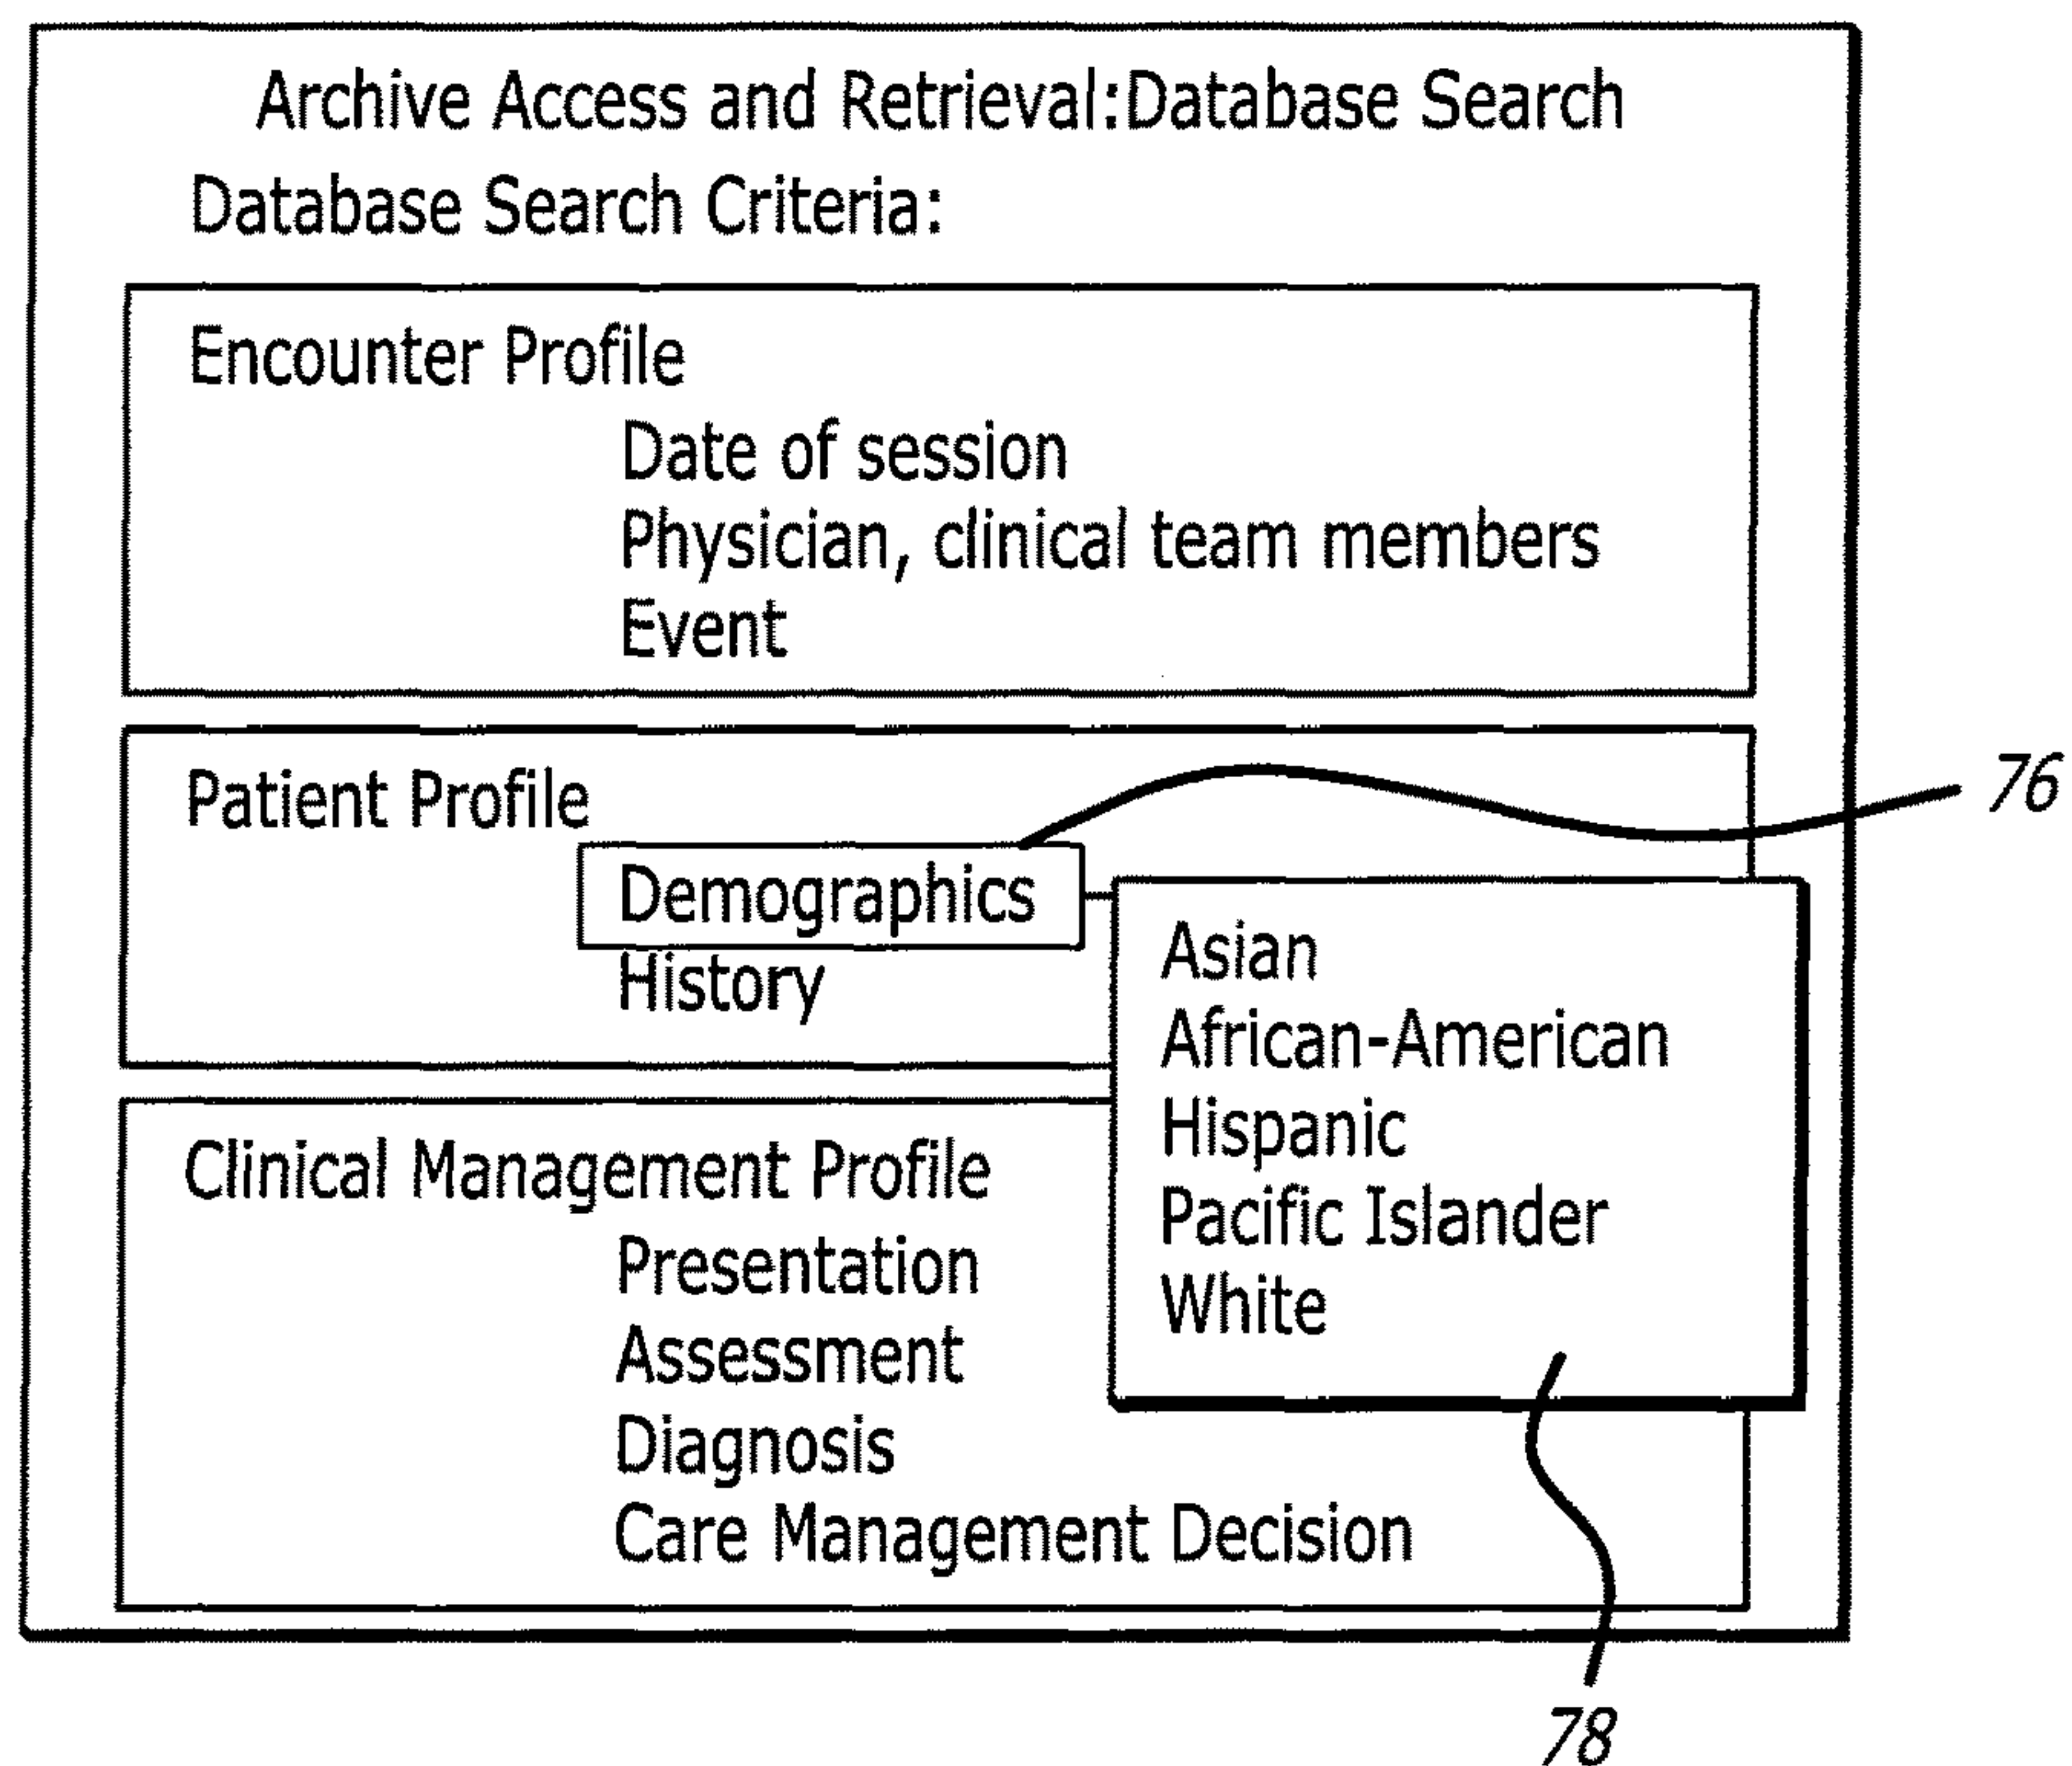 Archive Access and Retrieval:Database Search
Database Search Criteria:
Encounter Profile
Date of session
Physician, clinical team members
Event
Patient Profile
76
Demographics
History
Asian
African-American
Hispanic
Pacific Islander
White
Clinical Management Profile
Presentation
Assessment
Diagnosis
Care Management Decision
78